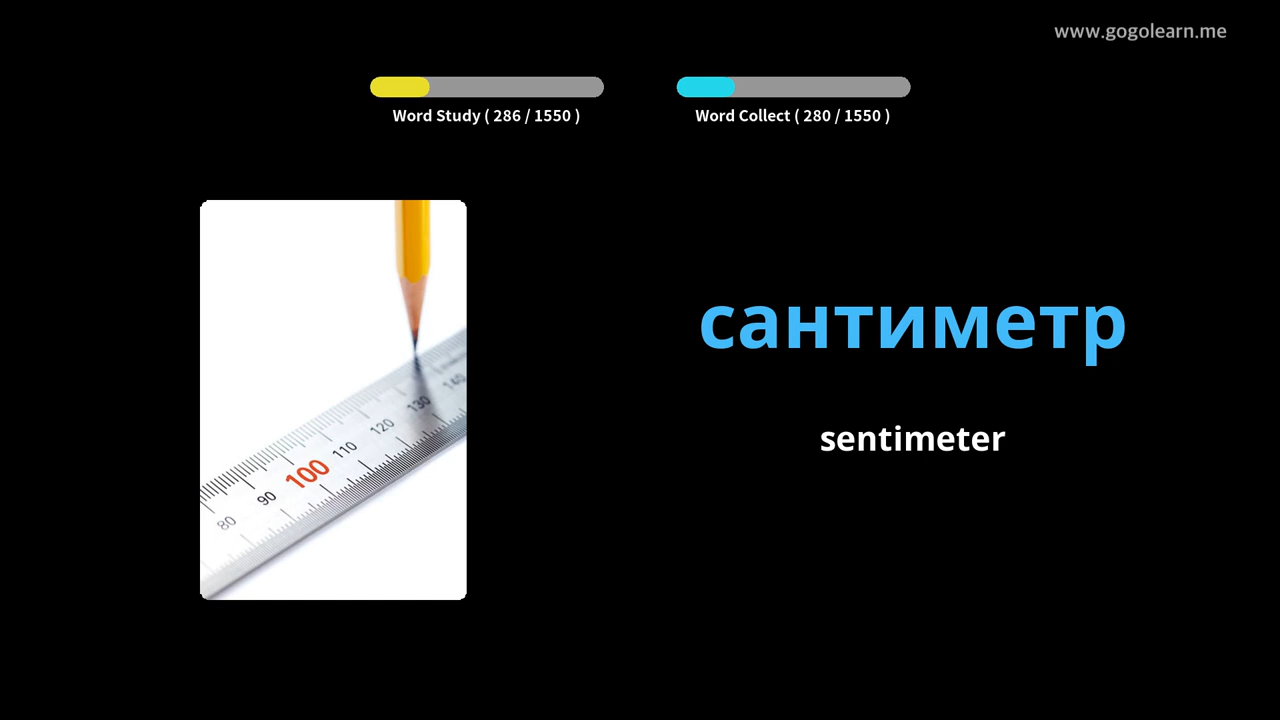 www.gogolearn.me
Word Study ( 286 / 1550 )
Word Collect ( 280 / 1550 )
сантиметр
sentimeter
80
90
100
110
120
130
140